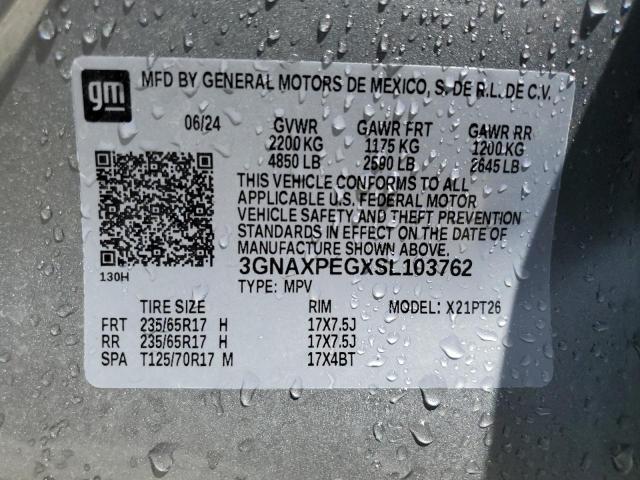 gm
MFD BY GENERAL MOTORS DE MEXICO, S. DE R.L. DE C.V.
06/24 GVWR GAWR FRT GAWR RR
2200 KG 1175 KG 1200 KG
4850 LB 2590 LB 2645 LB
THIS VEHICLE CONFORMS TO ALL
APPLICABLE U.S. FEDERAL MOTOR
VEHICLE SAFETY AND THEFT PREVENTION
STANDARDS IN EFFECT ON THE DATE OF
MANUFACTURE SHOWN ABOVE.
130H 3GNAXPEGXSL103762
TYPE: MPV MODEL: X21PT26
TIRE SIZE RIM
FRT 235/65R17 H 17X7.5J
RR 235/65R17 H 17X7.5J
SPA T125/70R17 M 17X4BT